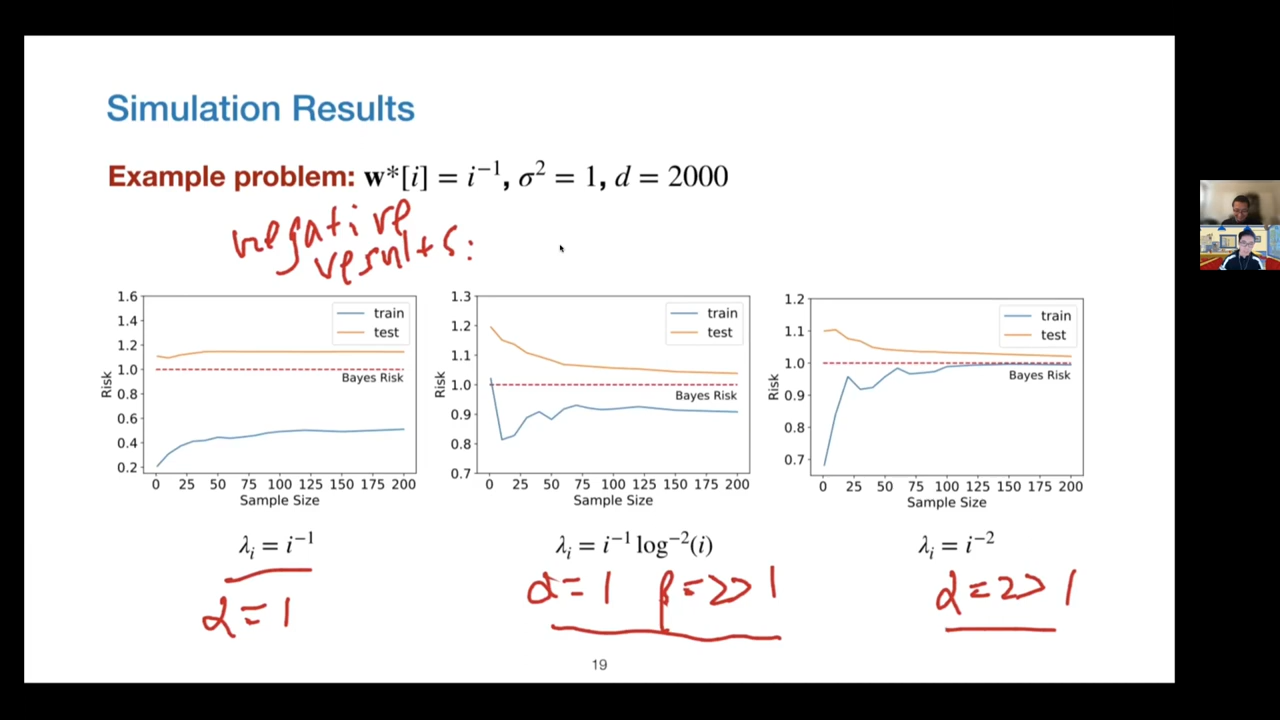 Simulation Results
Example problem: w*[i] = i⁻¹, σ² = 1, d = 2000
negative
results:
1.6
1.4
1.2
1.0
0.8
0.6
0.4
0.2
Risk
train
test
Bayes Risk
0 25 50 75 100 125 150 175 200
Sample Size
λᵢ = i⁻¹
α = 1
1.3
1.2
1.1
1.0
0.9
0.8
0.7
Risk
train
test
Bayes Risk
0 25 50 75 100 125 150 175 200
Sample Size
λᵢ = i⁻¹ log⁻²(i)
α = 1 β = 2 > 1
1.2
1.1
1.0
0.9
0.8
0.7
Risk
train
test
Bayes Risk
0 25 50 75 100 125 150 175 200
Sample Size
λᵢ = i⁻²
α = 2 > 1
19